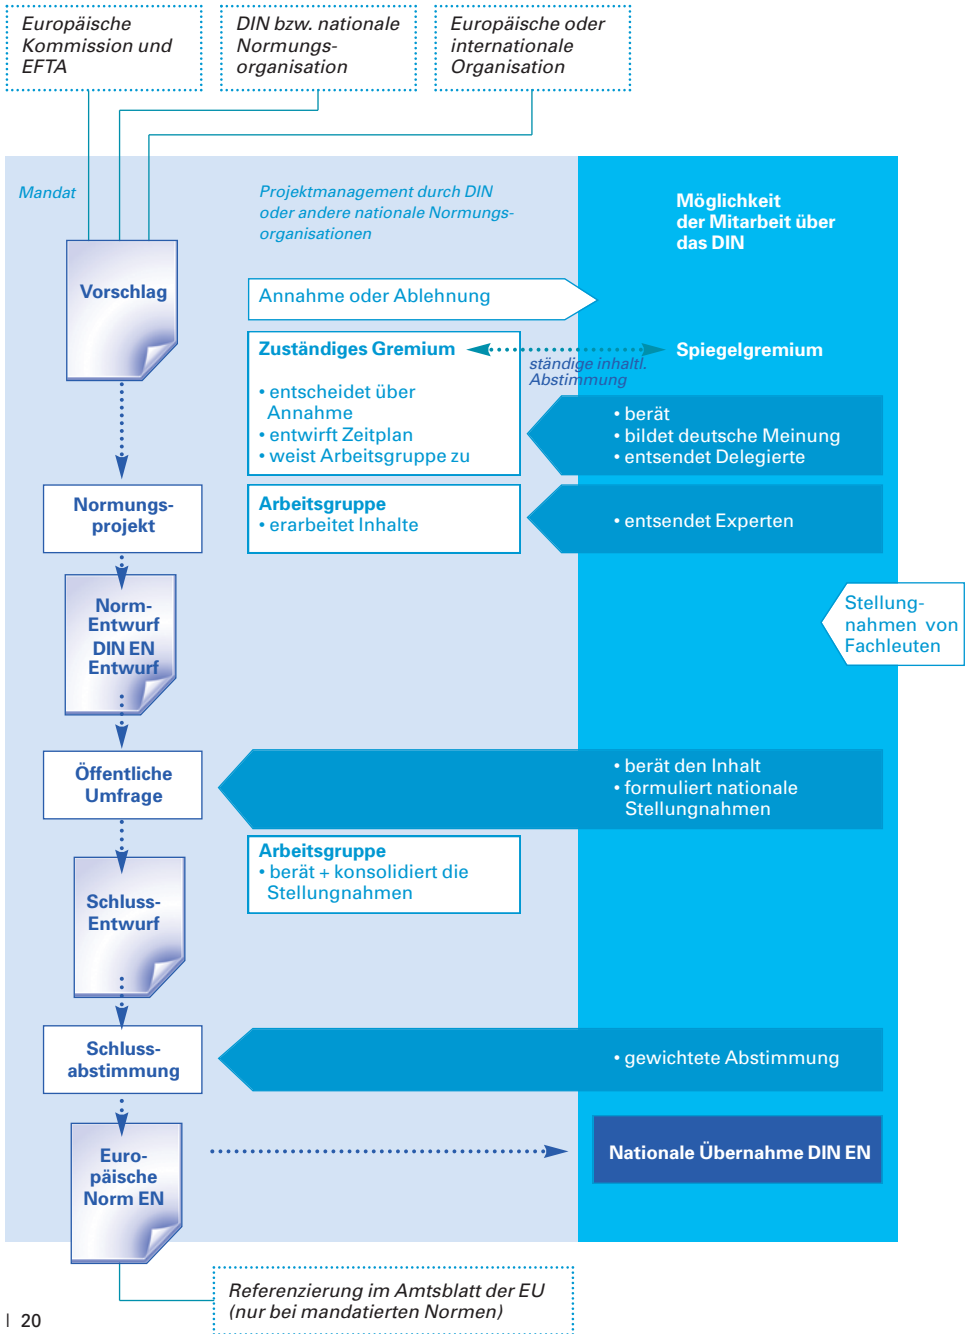 Europäische
Kommission und
EFTA
DIN bzw. nationale
Normungs-
organisation
Europäische oder
internationale
Organisation
Mandat
Projektmanagement durch DIN
oder andere nationale Normungs-
organisationen
Möglichkeit
der Mitarbeit über
das DIN
Vorschlag
Annahme oder Ablehnung
Zuständiges Gremium
ständige inhaltl.
Abstimmung
Spiegelgremium
• entscheidet über
Annahme
• entwirft Zeitplan
• weist Arbeitsgruppe zu
• berät
• bildet deutsche Meinung
• entsendet Delegierte
Normungs-
projekt
Arbeitsgruppe
• erarbeitet Inhalte
• entsendet Experten
Norm-
Entwurf
DIN EN
Entwurf
Stellung-
nahmen von
Fachleuten
Öffentliche
Umfrage
• berät den Inhalt
• formuliert nationale
Stellungnahmen
Arbeitsgruppe
• berät + konsolidiert die
Stellungnahmen
Schluss-
Entwurf
Schluss-
abstimmung
• gewichtete Abstimmung
Euro-
päische
Norm EN
Nationale Übernahme DIN EN
Referenzierung im Amtsblatt der EU
(nur bei mandatierten Normen)
| 20